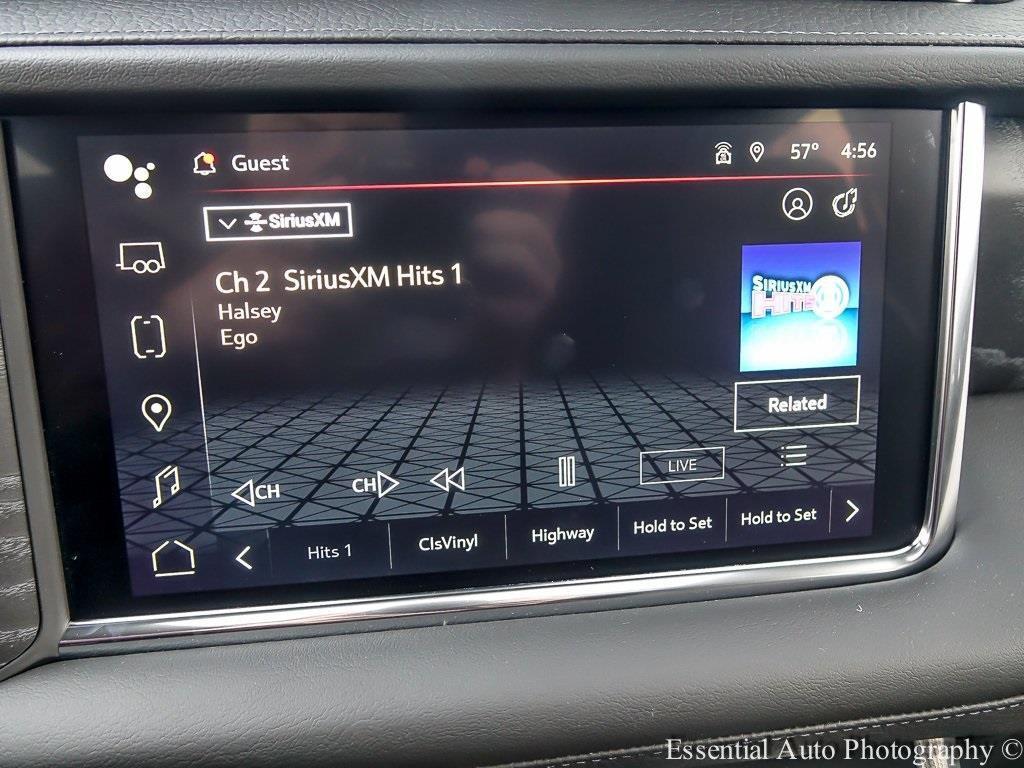 Guest 57° 4:56
SiriusXM
Ch 2 SiriusXM Hits 1
Halsey
Ego
SIRIUSXM
HITS 1
Related
CH CH LIVE
Hits 1 ClsVinyl Highway Hold to Set Hold to Set
Essential Auto Photography ©